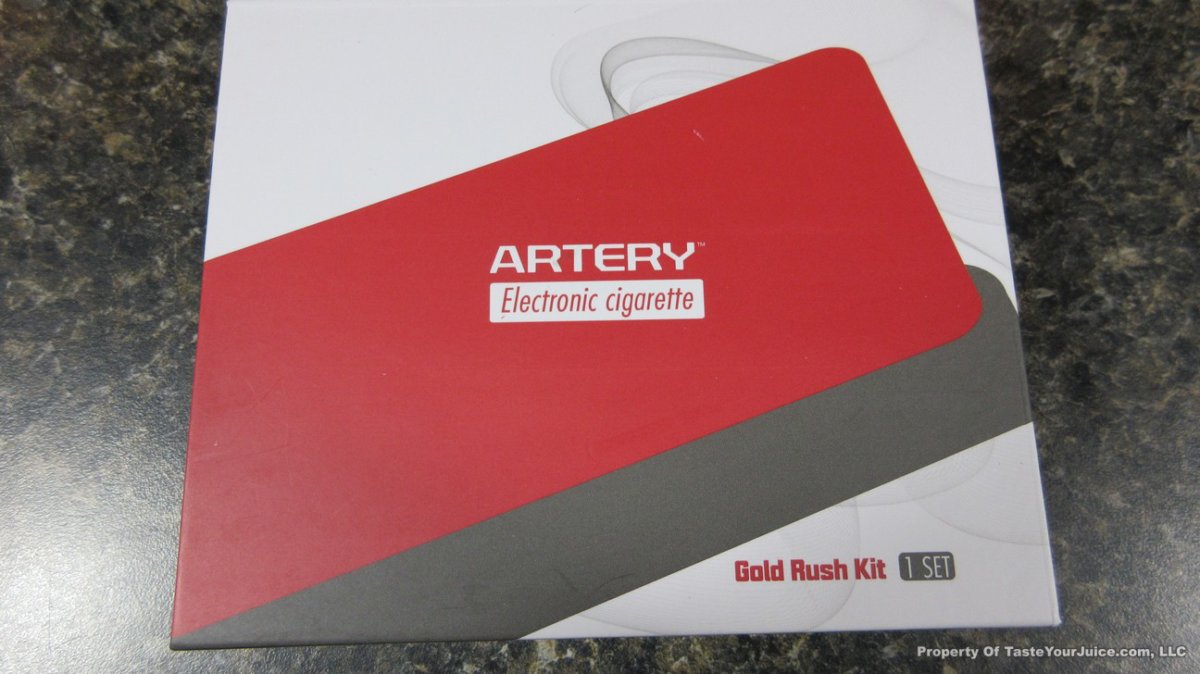 ARTERY™
Electronic cigarette
Gold Rush Kit 1 SET
Property Of TasteYourJuice.com, LLC